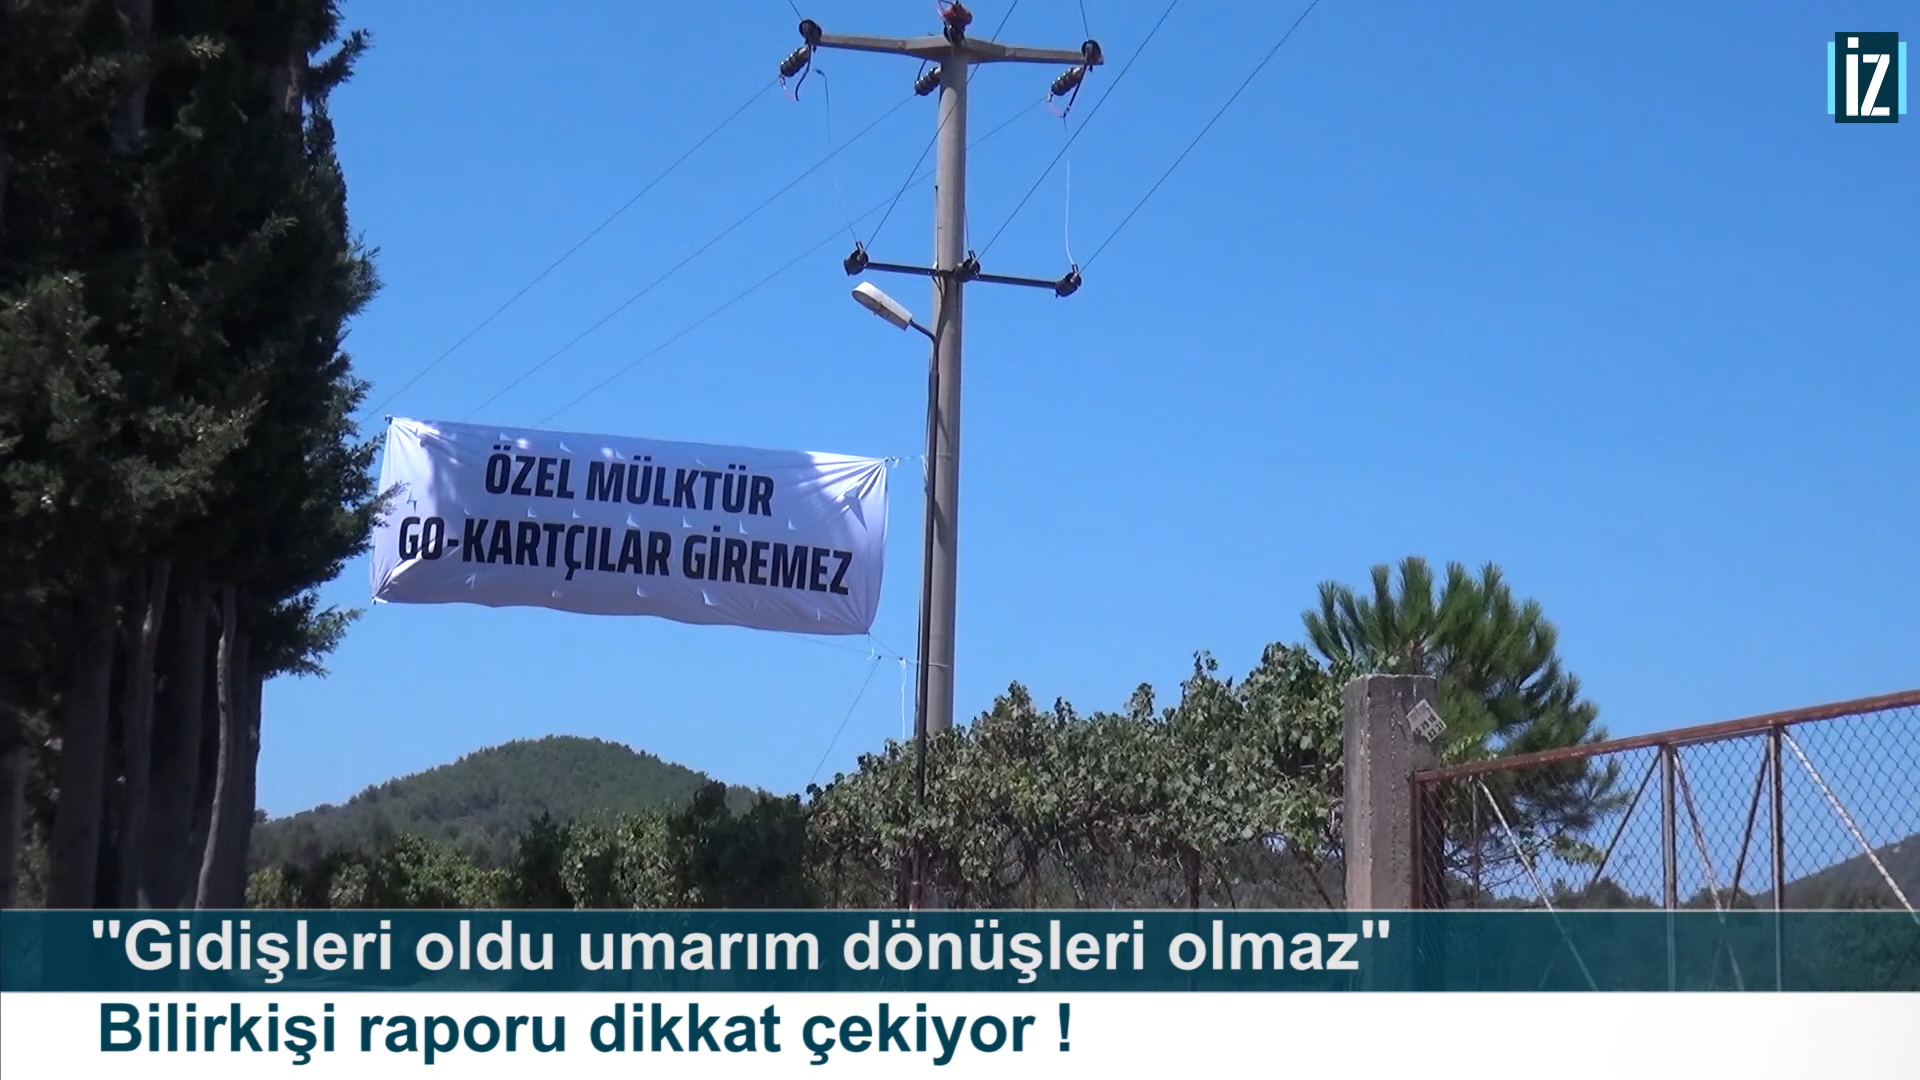 İZ
ÖZEL MÜLKTÜR
GO-KARTÇILAR GİREMEZ
"Gidişleri oldu umarım dönüşleri olmaz"
Bilirkişi raporu dikkat çekiyor !